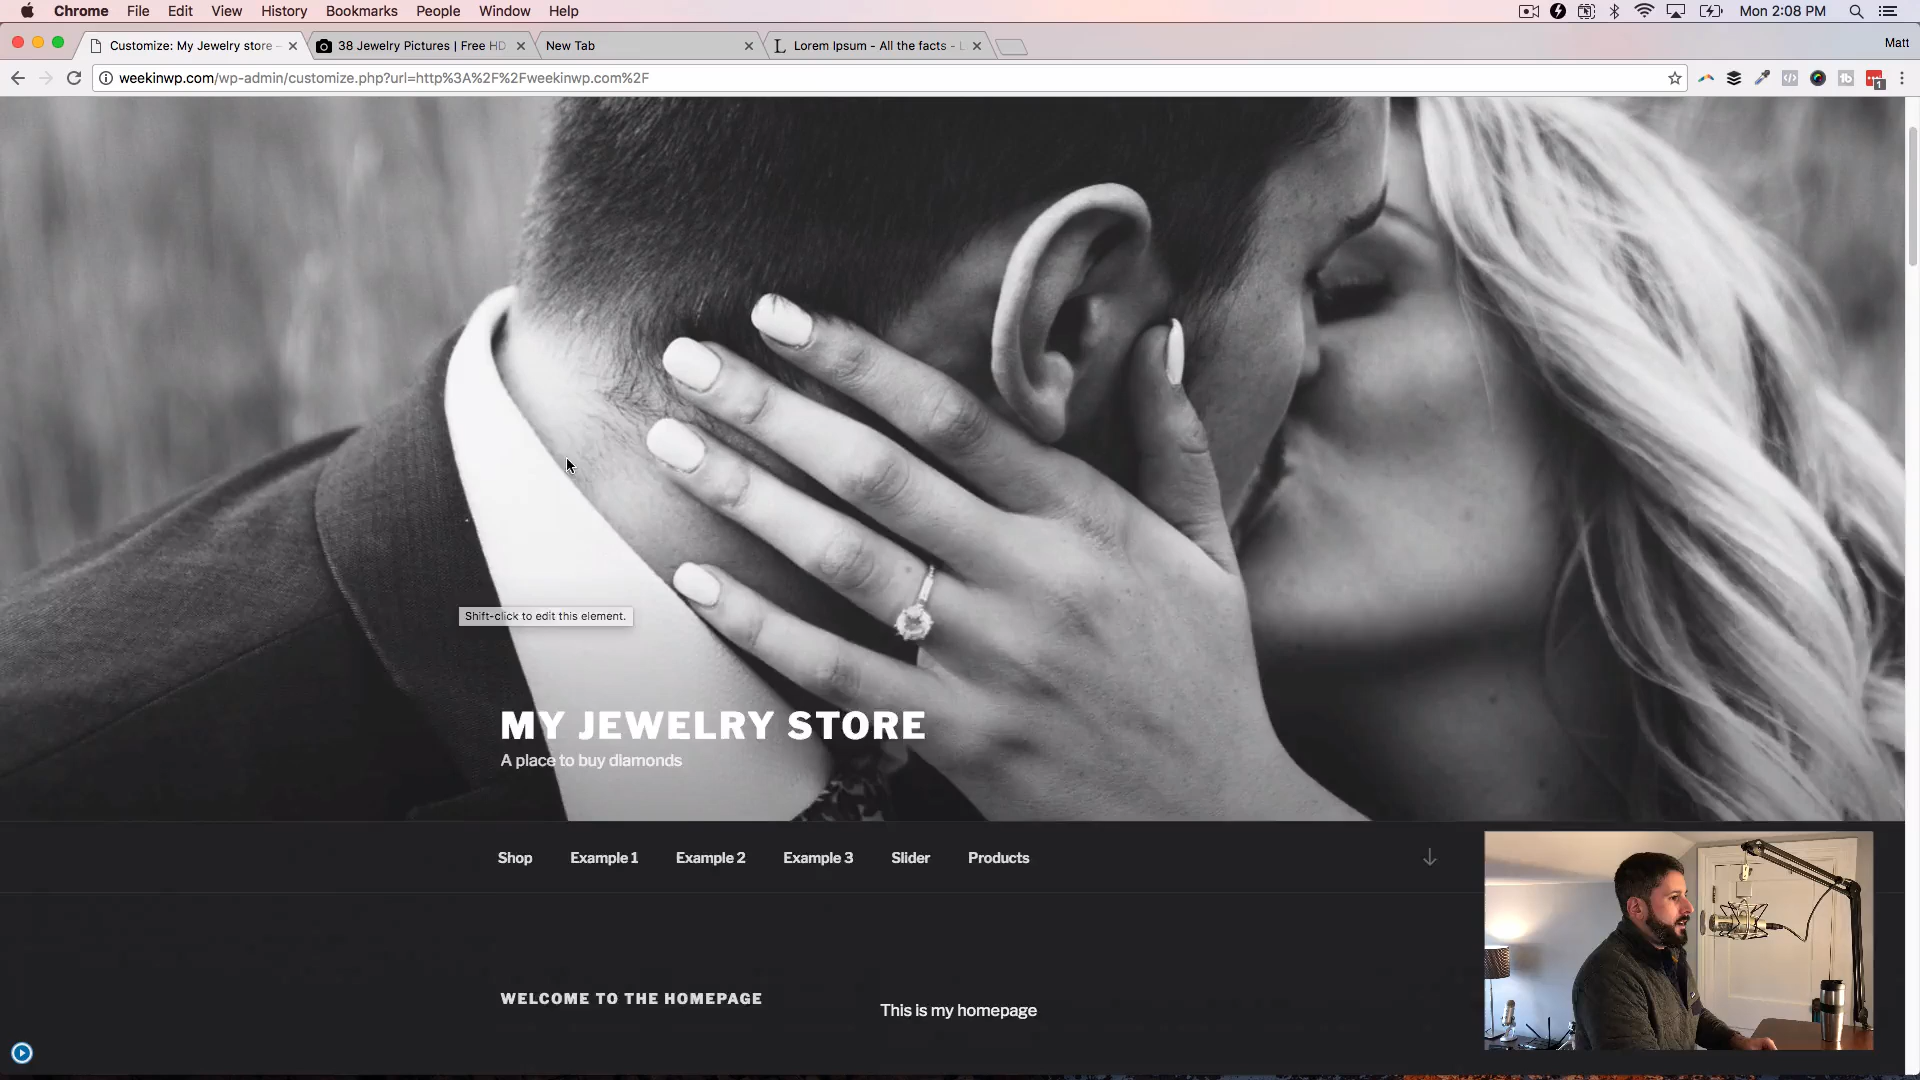 Chrome File Edit View History Bookmarks People Window Help Mon 2:08 PM
Customize: My Jewelry store - 38 Jewelry Pictures | Free HD New Tab Lorem Ipsum - All the facts - L Matt
weekinwp.com/wp-admin/customize.php?url=http%3A%2F%2Fweekinwp.com%2F
1
Shift-click to edit this element.
MY JEWELRY STORE
A place to buy diamonds
Shop Example 1 Example 2 Example 3 Slider Products
WELCOME TO THE HOMEPAGE
This is my homepage